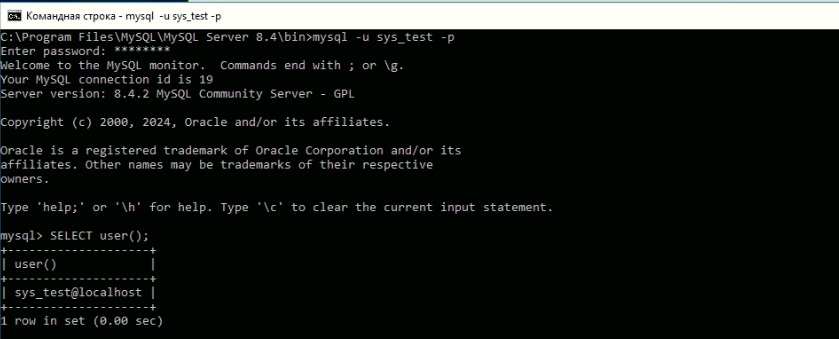 Командная строка - mysql -u sys_test -p
C:\Program Files\MySQL\MySQL Server 8.4\bin>mysql -u sys_test -p
Enter password: ********
Welcome to the MySQL monitor.  Commands end with ; or \g.
Your MySQL connection id is 19
Server version: 8.4.2 MySQL Community Server - GPL
Copyright (c) 2000, 2024, Oracle and/or its affiliates.
Oracle is a registered trademark of Oracle Corporation and/or its
affiliates. Other names may be trademarks of their respective
owners.
Type 'help;' or '\h' for help. Type '\c' to clear the current input statement.
mysql> SELECT user();
+--------------------+
| user()             |
+--------------------+
| sys_test@localhost |
+--------------------+
1 row in set (0.00 sec)